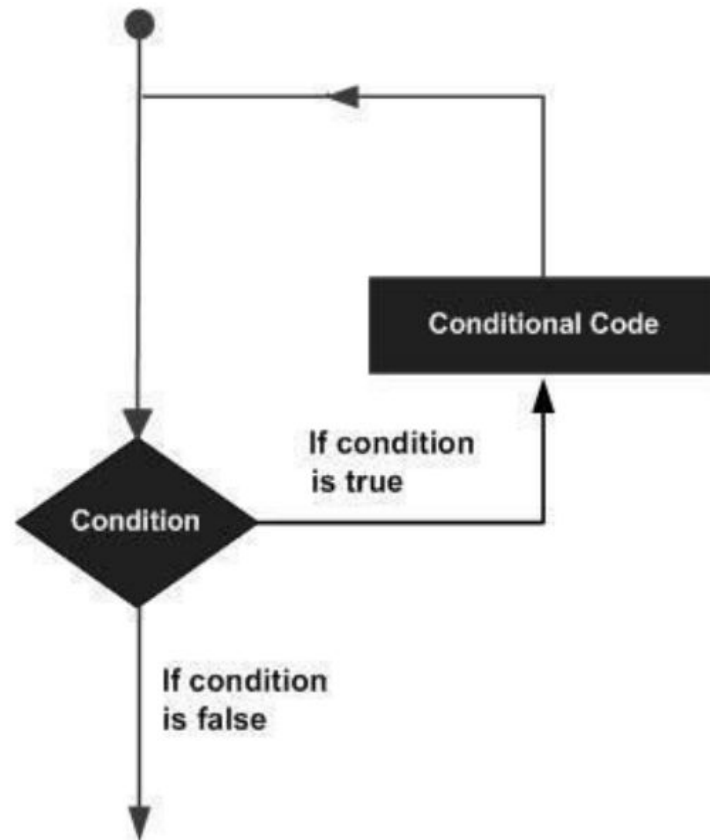 Conditional Code
If condition
is true
Condition
If condition
is false